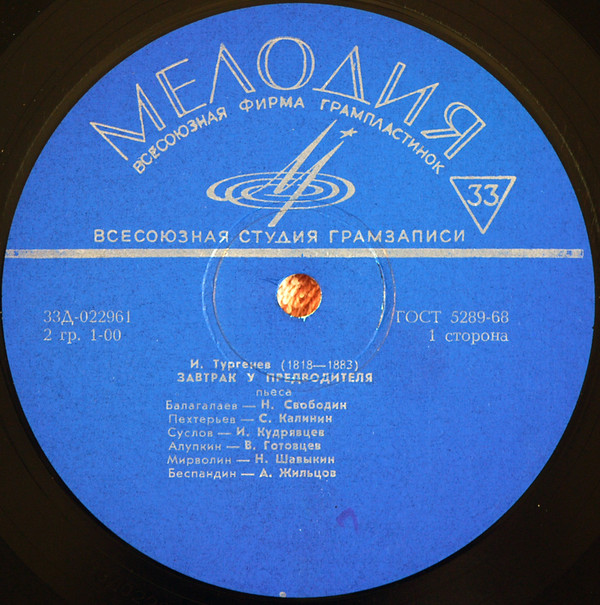 МЕЛОДИЯ
ВСЕСОЮЗНАЯ ФИРМА ГРАМПЛАСТИНОК
33
ВСЕСОЮЗНАЯ СТУДИЯ ГРАМЗАПИСИ
33Д-022961
2 гр. 1-00
ГОСТ 5289-68
1 сторона
И. Тургенев (1818—1883)
ЗАВТРАК У ПРЕДВОДИТЕЛЯ
пьеса
Балагалаев — Н. Свободин
Пехтерьев — С. Калинин
Суслов — И. Кудрявцев
Алупкин — В. Готовцев
Мирволин — Н. Шавыкин
Беспандин — А. Жильцов